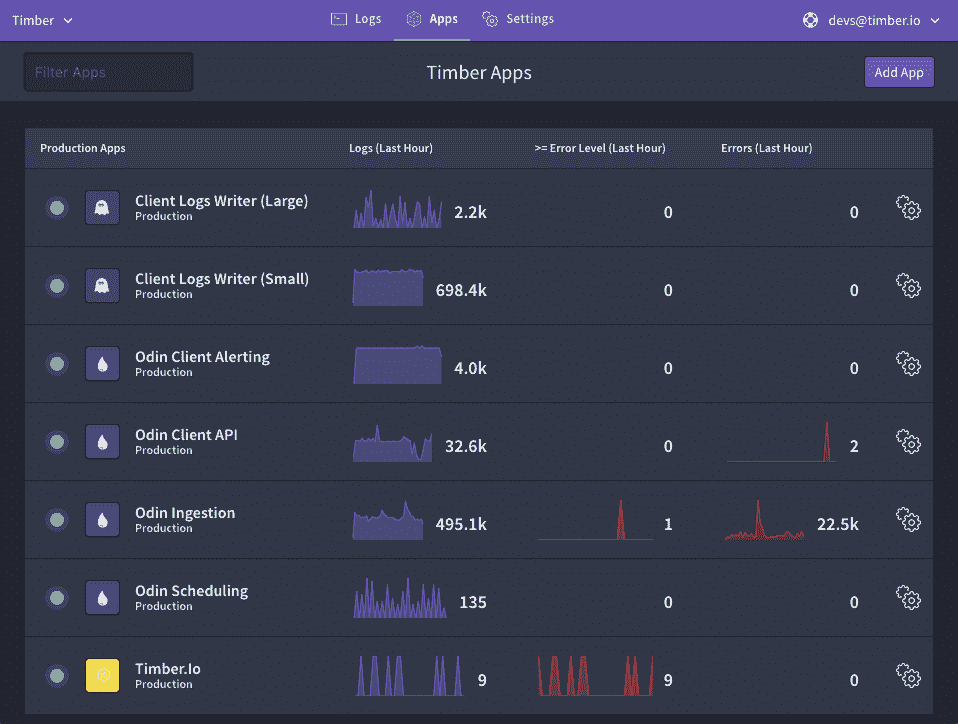 Timber
Logs
Apps
Settings
devs@timber.io
Filter Apps
Timber Apps
Add App
Production Apps
Logs (Last Hour)
>= Error Level (Last Hour)
Errors (Last Hour)
Client Logs Writer (Large)
Production
2.2k
0
0
Client Logs Writer (Small)
Production
698.4k
0
0
Odin Client Alerting
Production
4.0k
0
0
Odin Client API
Production
32.6k
0
2
Odin Ingestion
Production
495.1k
1
22.5k
Odin Scheduling
Production
135
0
0
Timber.Io
Production
9
9
0